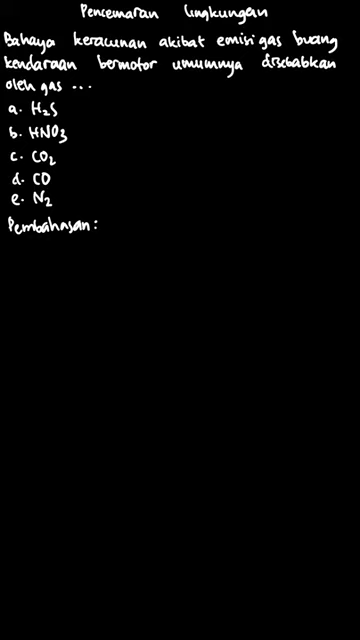 Pencemaran lingkungan
Bahaya keracunan akibat emisi gas buang
kendaraan bermotor umumnya disebabkan
oleh gas ...
a. H₂S
b. HNO₃
c. CO₂
d. CO
e. N₂
Pembahasan: